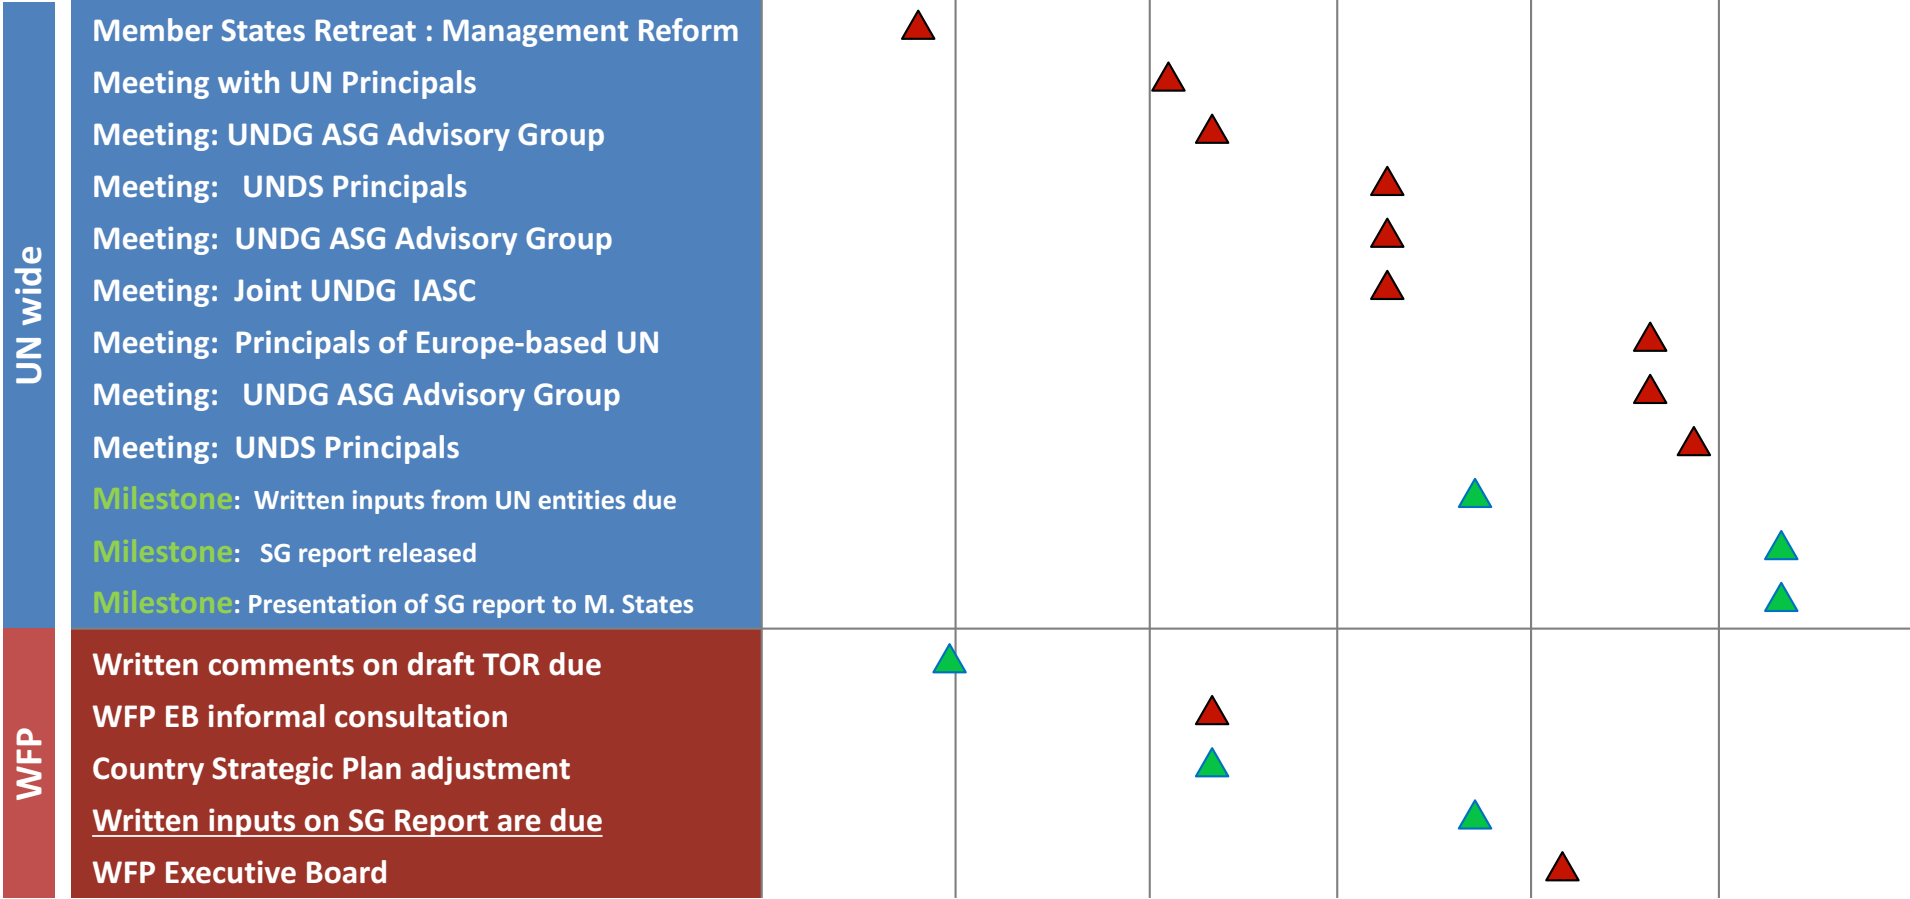 UN wide
Member States Retreat : Management Reform
Meeting with UN Principals
Meeting: UNDG ASG Advisory Group
Meeting: UNDS Principals
Meeting: UNDG ASG Advisory Group
Meeting: Joint UNDG IASC
Meeting: Principals of Europe-based UN
Meeting: UNDG ASG Advisory Group
Meeting: UNDS Principals
Milestone: Written inputs from UN entities due
Milestone: SG report released
Milestone: Presentation of SG report to M. States
WFP
Written comments on draft TOR due
WFP EB informal consultation
Country Strategic Plan adjustment
Written inputs on SG Report are due
WFP Executive Board